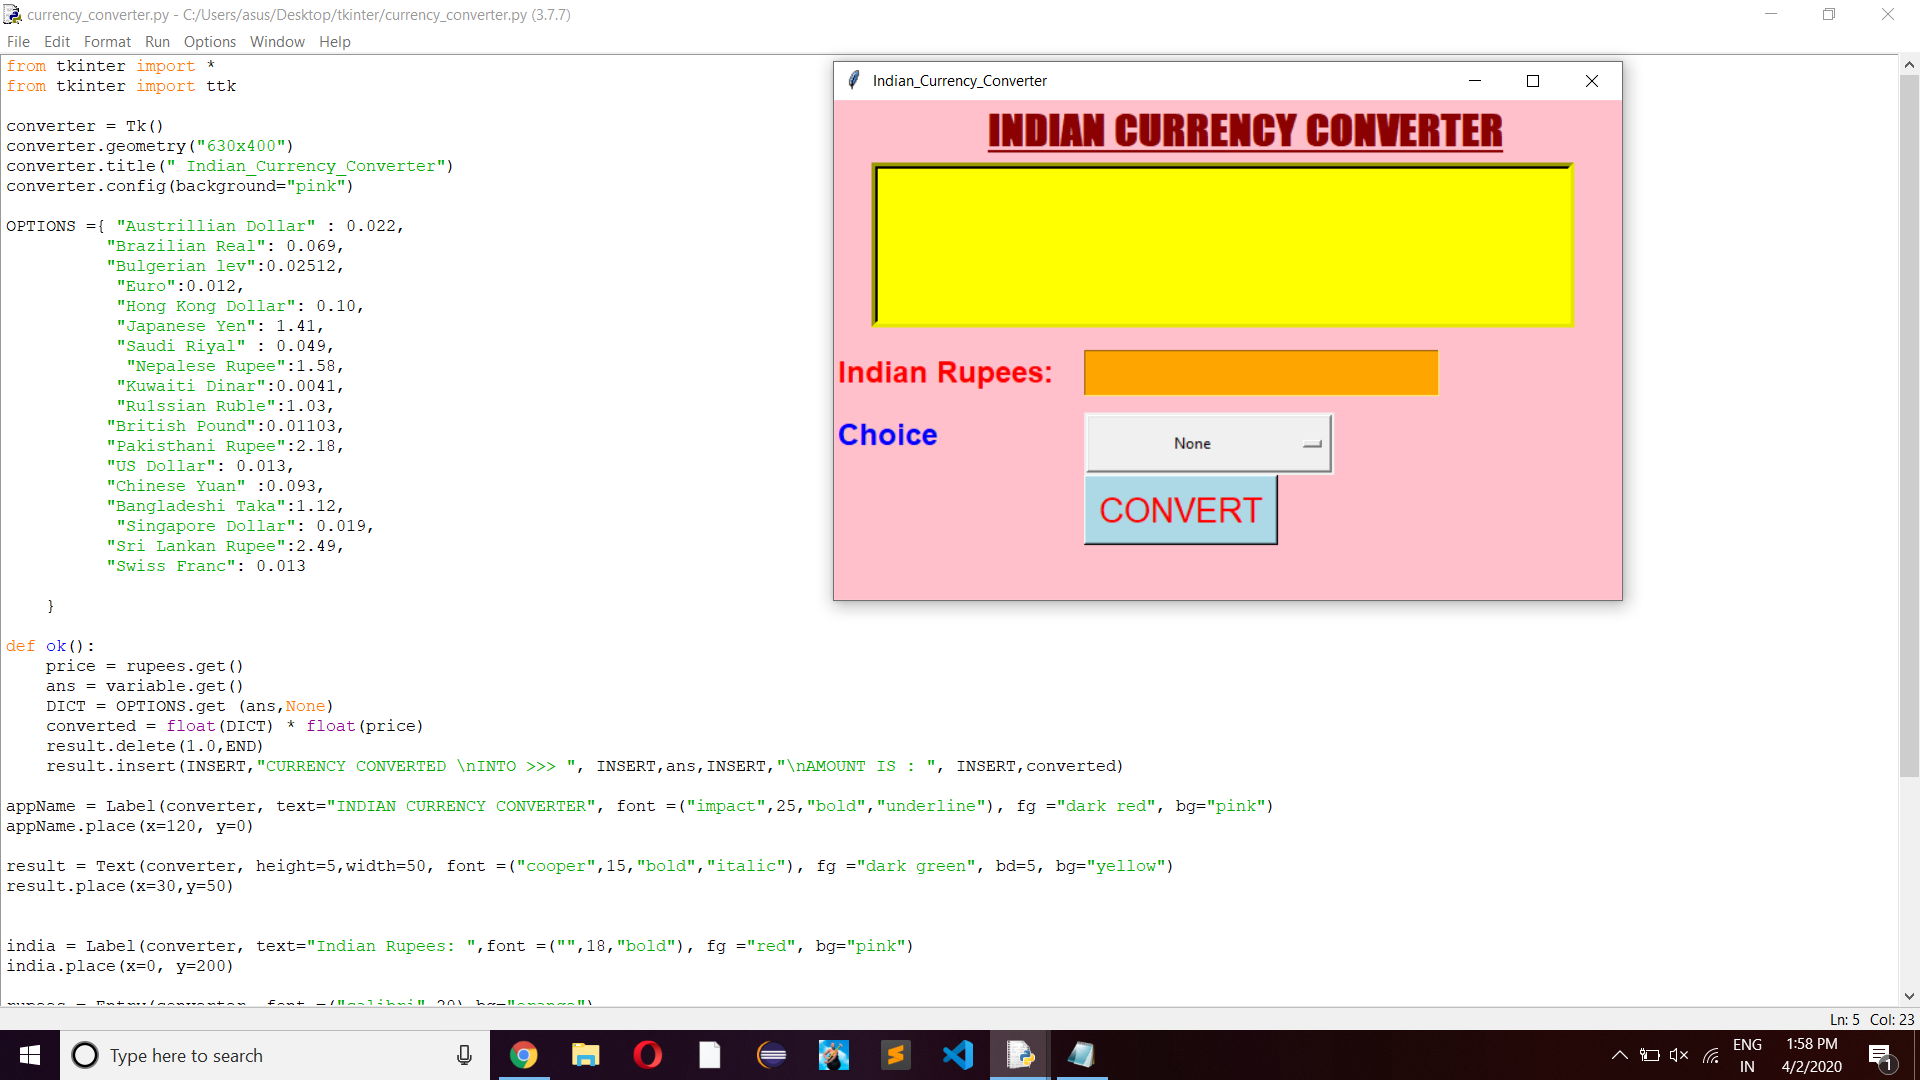 currency_converter.py - C:/Users/asus/Desktop/tkinter/currency_converter.py (3.7.7)
File Edit Format Run Options Window Help
from tkinter import *
from tkinter import ttk
converter = Tk()
converter.geometry("630x400")
converter.title(" Indian_Currency_Converter")
converter.config(background="pink")
OPTIONS ={ "Austrillian Dollar" : 0.022,
"Brazilian Real": 0.069,
"Bulgerian lev":0.02512,
"Euro":0.012,
"Hong Kong Dollar": 0.10,
"Japanese Yen": 1.41,
"Saudi Riyal" : 0.049,
"Nepalese Rupee":1.58,
"Kuwaiti Dinar":0.0041,
"Ru1ssian Ruble":1.03,
"British Pound":0.01103,
"Pakisthani Rupee":2.18,
"US Dollar": 0.013,
"Chinese Yuan" :0.093,
"Bangladeshi Taka":1.12,
"Singapore Dollar": 0.019,
"Sri Lankan Rupee":2.49,
"Swiss Franc": 0.013
}
def ok():
price = rupees.get()
ans = variable.get()
DICT = OPTIONS.get (ans,None)
converted = float(DICT) * float(price)
result.delete(1.0,END)
result.insert(INSERT,"CURRENCY CONVERTED \nINTO >>> ", INSERT,ans,INSERT,"\nAMOUNT IS : ", INSERT,converted)
appName = Label(converter, text="INDIAN CURRENCY CONVERTER", font =("impact",25,"bold","underline"), fg ="dark red", bg="pink")
appName.place(x=120, y=0)
result = Text(converter, height=5,width=50, font =("cooper",15,"bold","italic"), fg ="dark green", bd=5, bg="yellow")
result.place(x=30,y=50)
india = Label(converter, text="Indian Rupees: ",font =("",18,"bold"), fg ="red", bg="pink")
india.place(x=0, y=200)
rupees = Entry(converter, font =("calibri",20),bg="orange")
Indian_Currency_Converter
INDIAN CURRENCY CONVERTER
Indian Rupees:
Choice
None
CONVERT
Ln: 5 Col: 23
Type here to search
ENG
IN
1:58 PM
4/2/2020
1